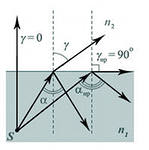 n₂
γ = 0
γ
γпр = 90°
α
αпр
S
n₁